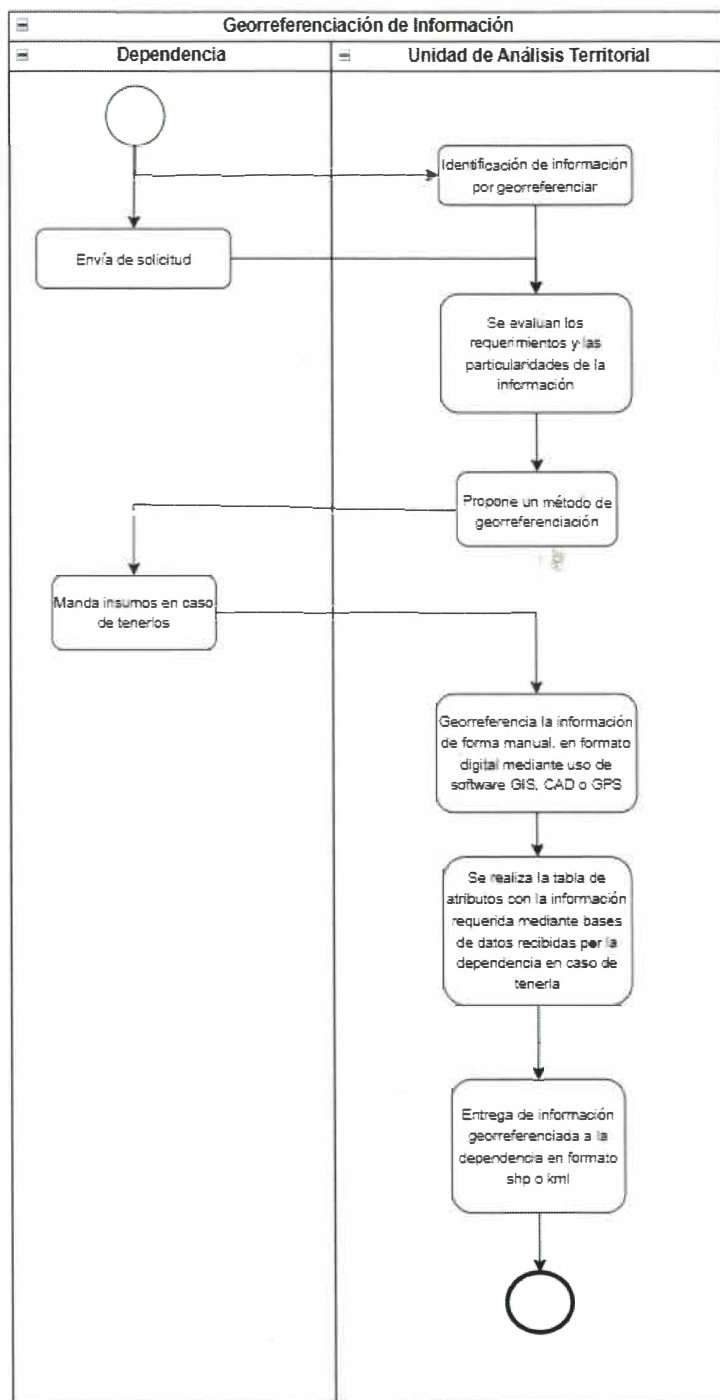 Georreferenciación de Información
Dependencia
Unidad de Análisis Territorial
Identificación de información
por georreferenciar
Envía de solicitud
Se evaluan los
requerimientos y las
particularidades de la
información
Propone un método de
georreferenciación
Manda insumos en caso
de tenerlos
Georreferencia la información
de forma manual, en formato
digital mediante uso de
software GIS, CAD o GPS
Se realiza la tabla de
atributos con la información
requerida mediante bases
de datos recibidas por la
dependencia en caso de
tenerla
Entrega de información
georreferenciada a la
dependencia en formato
shp o kml